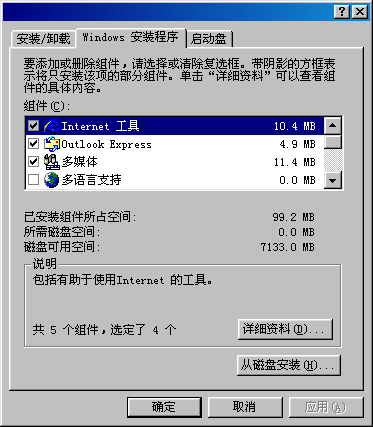 安装/卸载 Windows 安装程序 启动盘
要添加或删除组件，请选择或清除复选框。带阴影的方框表
示将只安装该项的部分组件。单击“详细资料”可以查看组
件的具体内容。
组件(C):
Internet 工具 10.4 MB
Outlook Express 4.9 MB
多媒体 11.4 MB
多语言支持 0.0 MB
已安装组件所占空间: 99.2 MB
所需磁盘空间: 0.0 MB
磁盘可用空间: 7133.0 MB
说明
包括有助于使用Internet 的工具。
共 5 个组件，选定了 4 个
详细资料(D)...
从磁盘安装(H)...
确定 取消 应用(A)